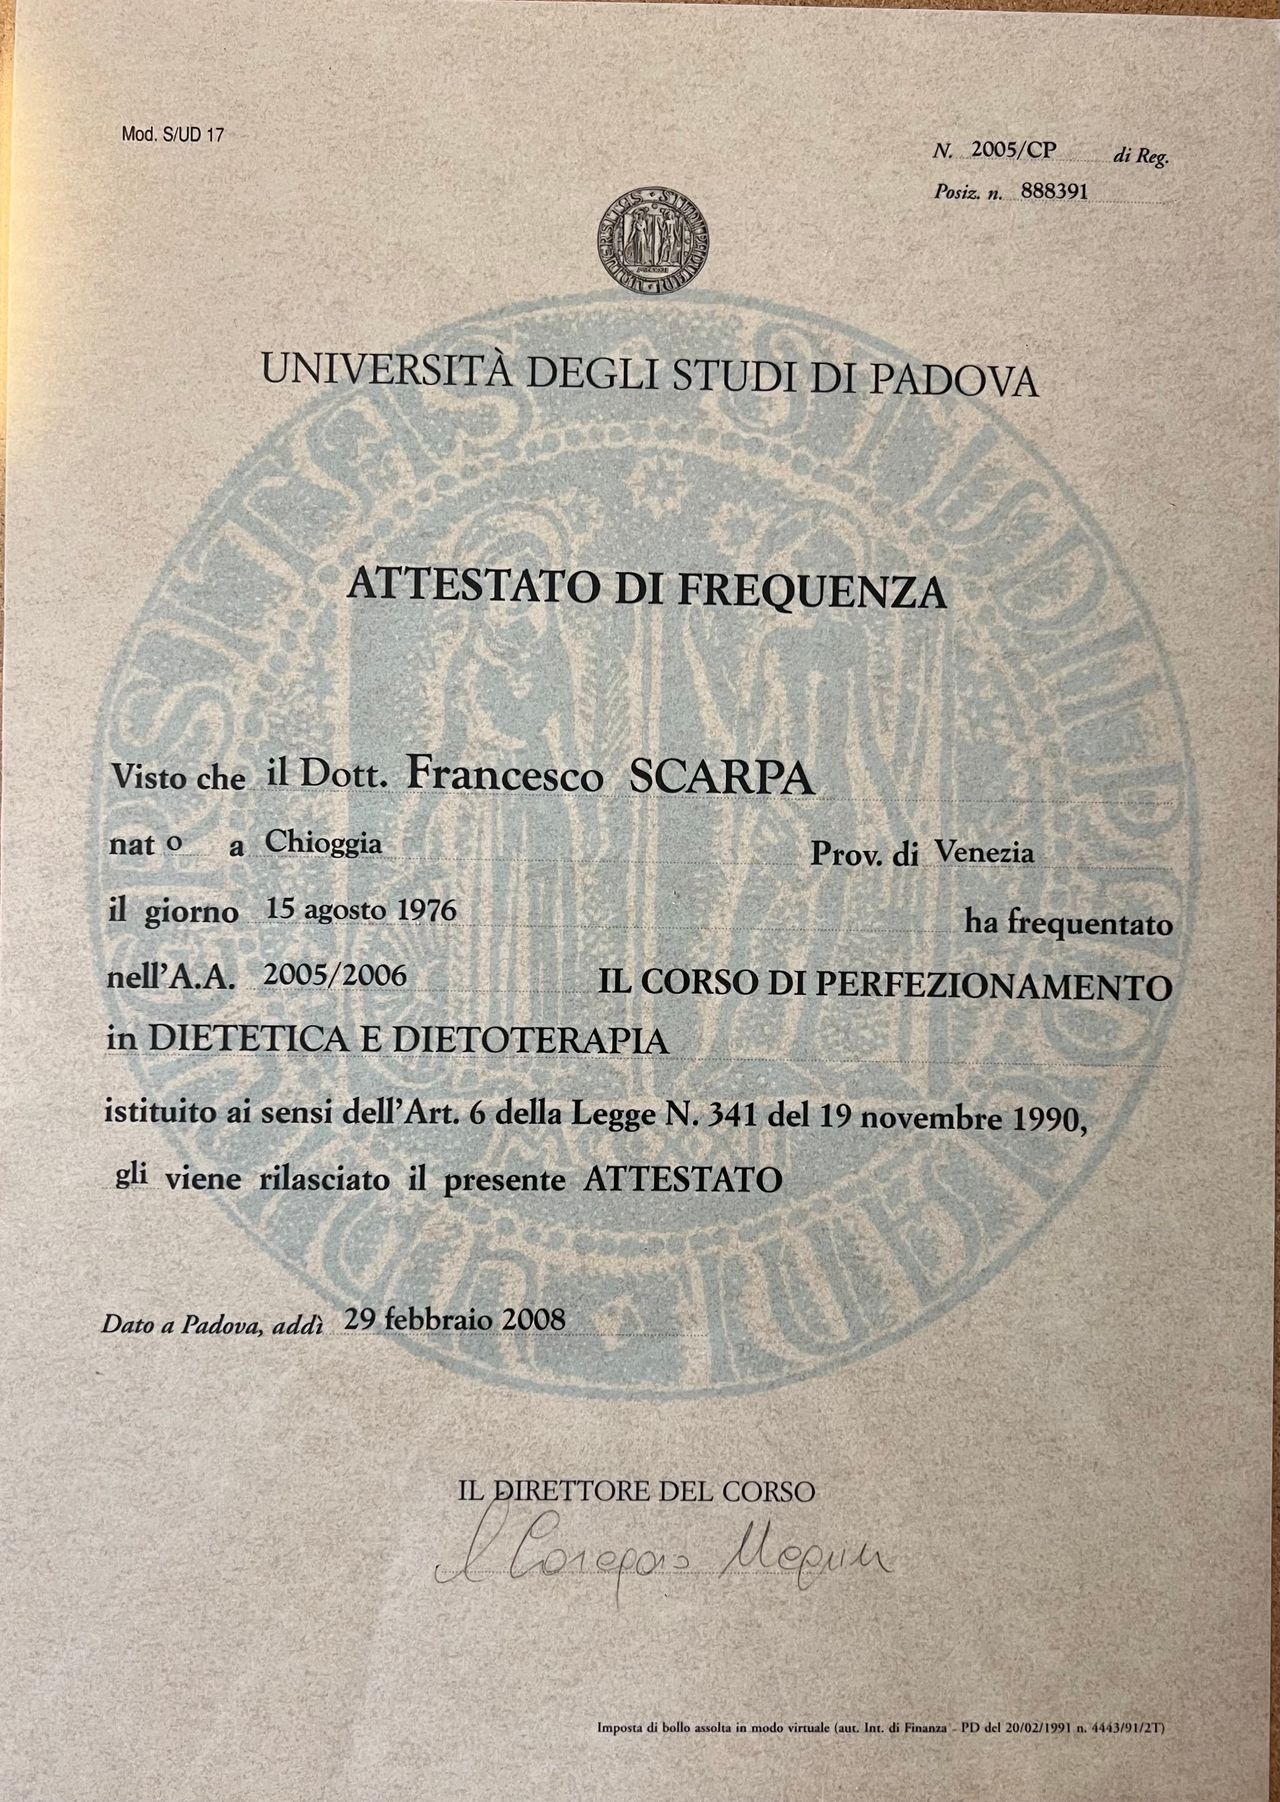 Mod. S/UD 17
N. 2005/CP di Reg.
Posiz. n. 888391
UNIVERSITÀ DEGLI STUDI DI PADOVA
ATTESTATO DI FREQUENZA
Visto che il Dott. Francesco SCARPA
nat o a Chioggia Prov. di Venezia
il giorno 15 agosto 1976 ha frequentato
nell'A.A. 2005/2006 IL CORSO DI PERFEZIONAMENTO
in DIETETICA E DIETOTERAPIA
istituito ai sensi dell'Art. 6 della Legge N. 341 del 19 novembre 1990,
gli viene rilasciato il presente ATTESTATO
Dato a Padova, addì 29 febbraio 2008
IL DIRETTORE DEL CORSO
Imposta di bollo assolta in modo virtuale (aut. Int. di Finanza - PD del 20/02/1991 n. 4443/91/2T)